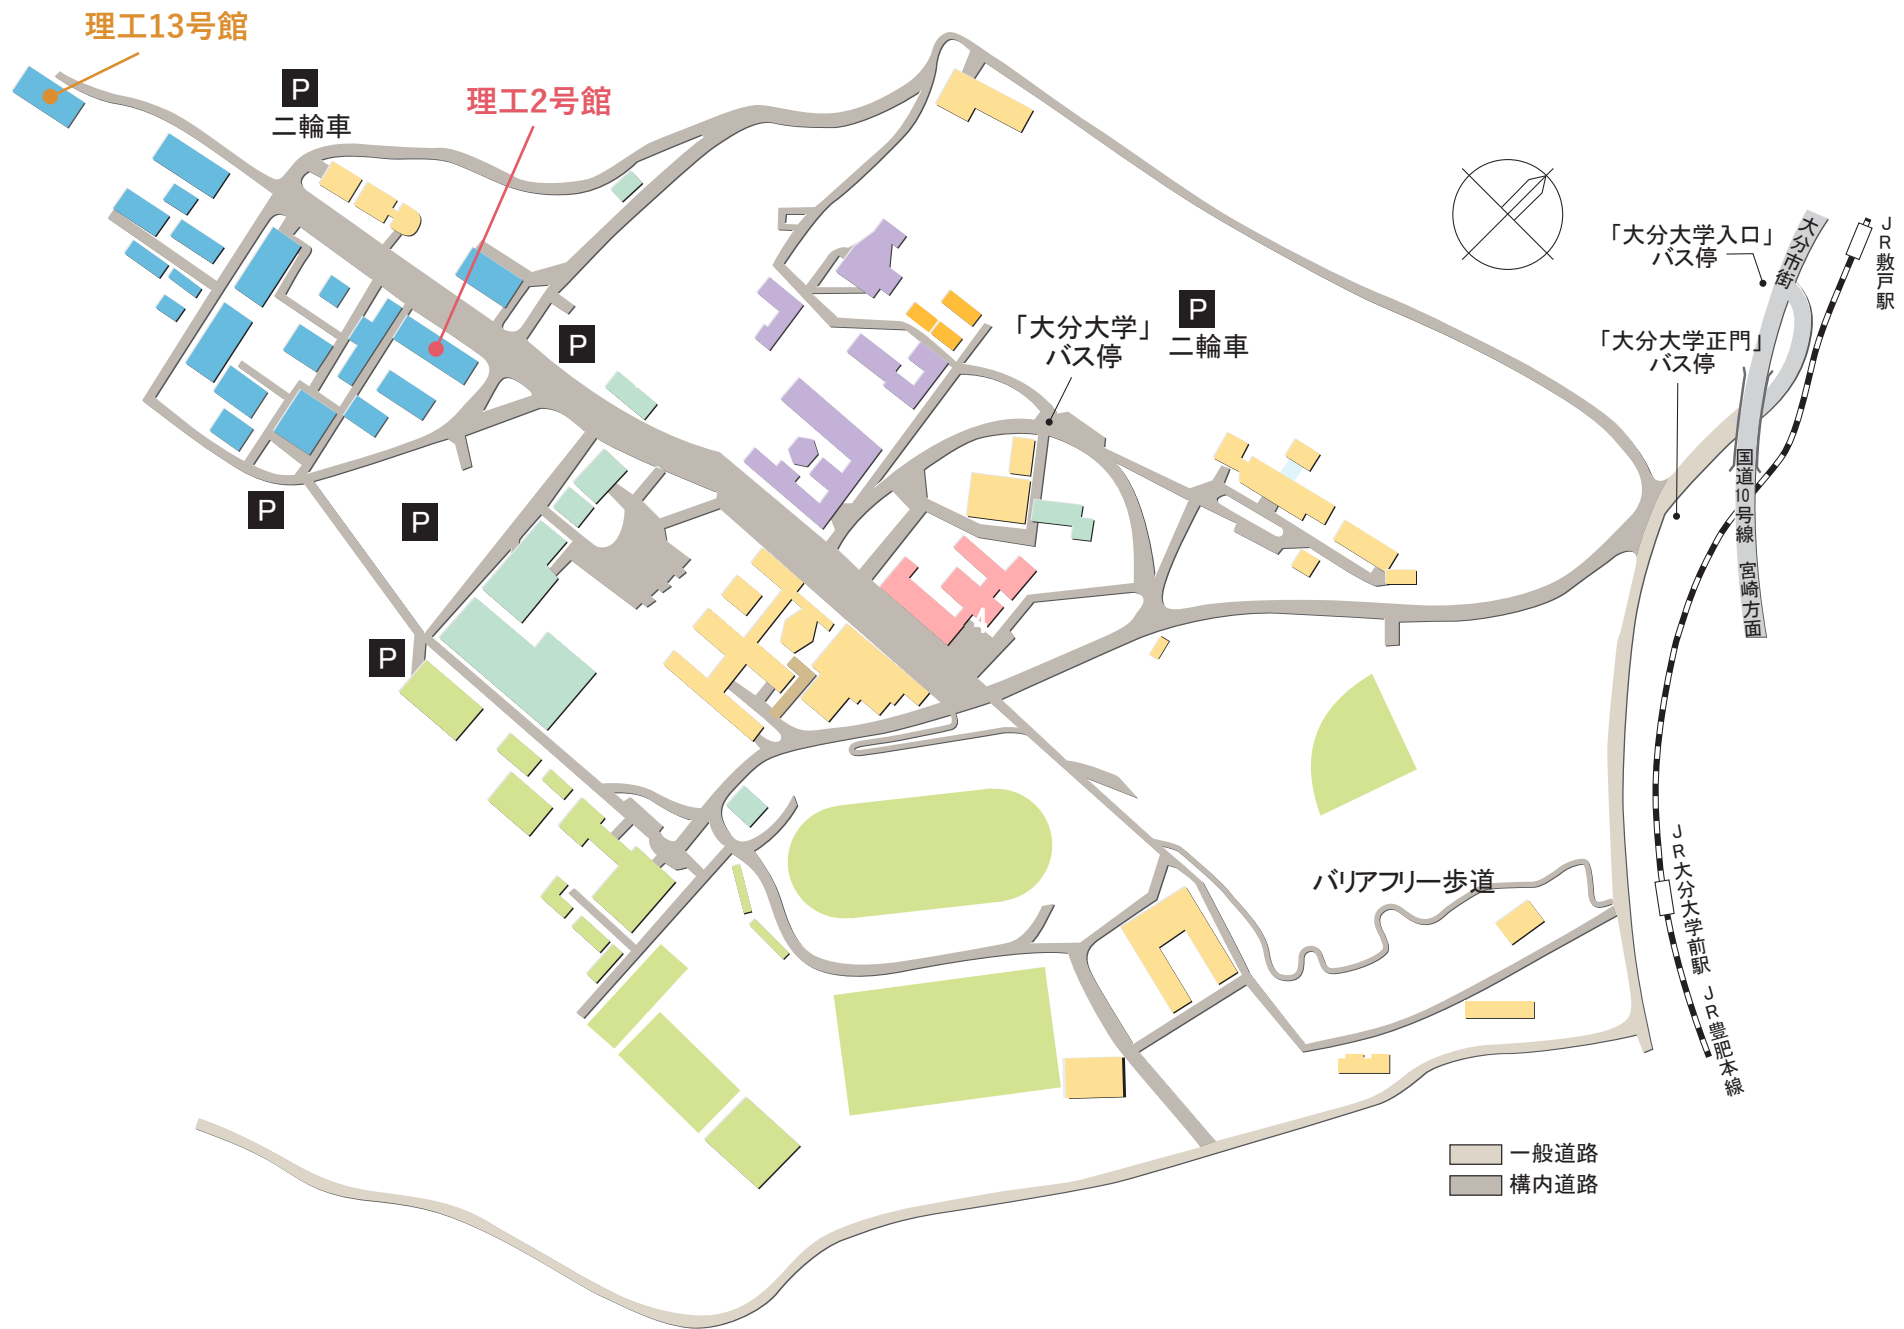 理工13号館
P
二輪車
理工2号館
「大分大学入口」
バス停
大分市街
JR敷戸駅
P
二輪車
「大分大学」
バス停
P
「大分大学正門」
バス停
国道10号線 宮崎方面
P
P
P
バリアフリー歩道
JR大分大学前駅
JR豊肥本線
一般道路
構内道路